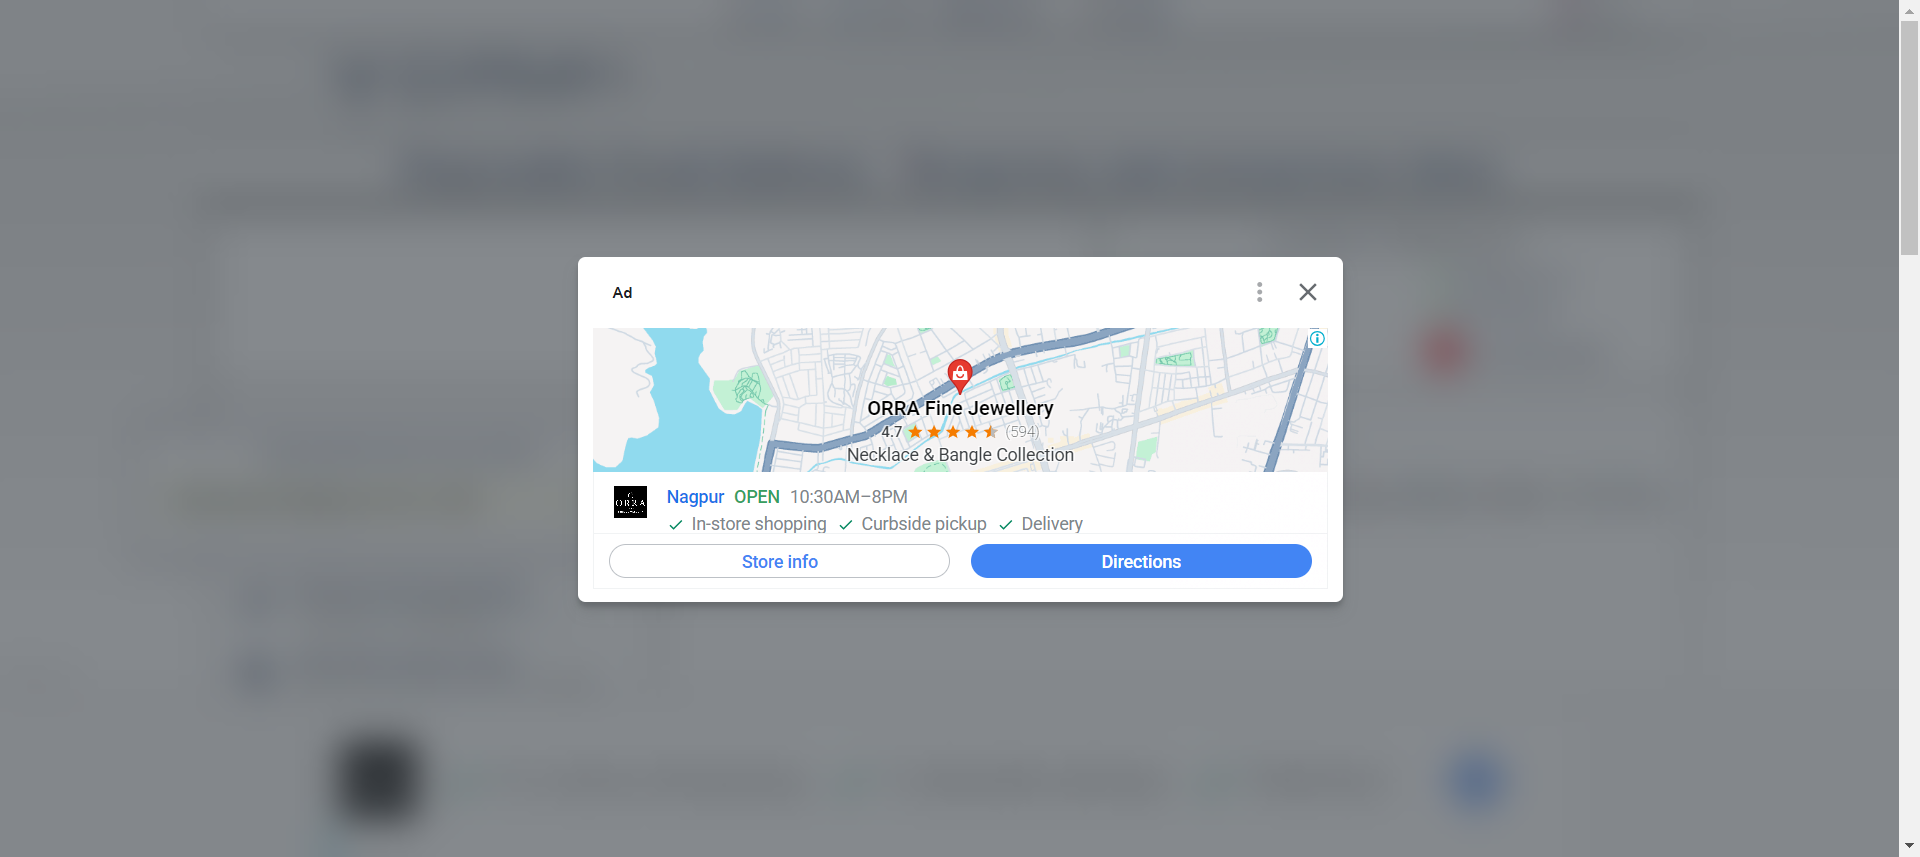 Ad
ORRA Fine Jewellery
4.7 (594)
Necklace & Bangle Collection
ORRA
Nagpur OPEN 10:30AM–8PM
In-store shopping Curbside pickup Delivery
Store info Directions